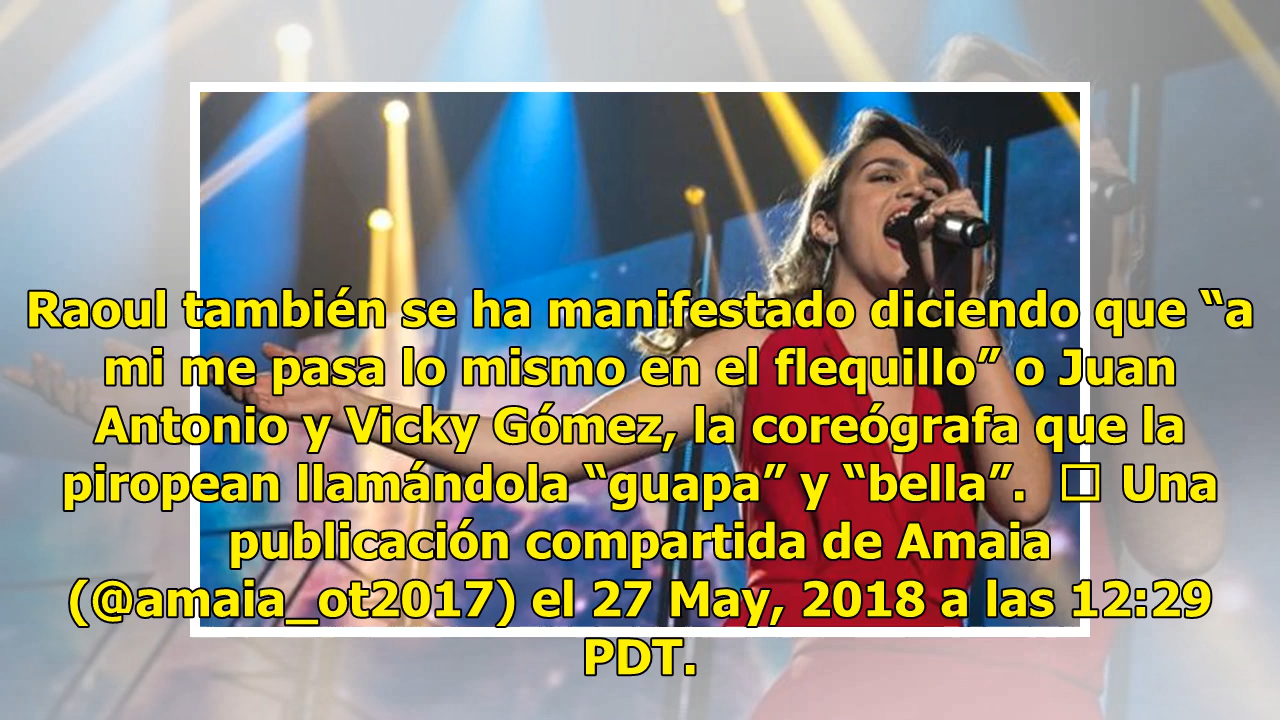 Raoul también se ha manifestado diciendo que “a
mi me pasa lo mismo en el flequillo” o Juan
Antonio y Vicky Gómez, la coreógrafa que la
piropean llamándola “guapa” y “bella”. □ Una
publicación compartida de Amaia
(@amaia_ot2017) el 27 May, 2018 a las 12:29
PDT.